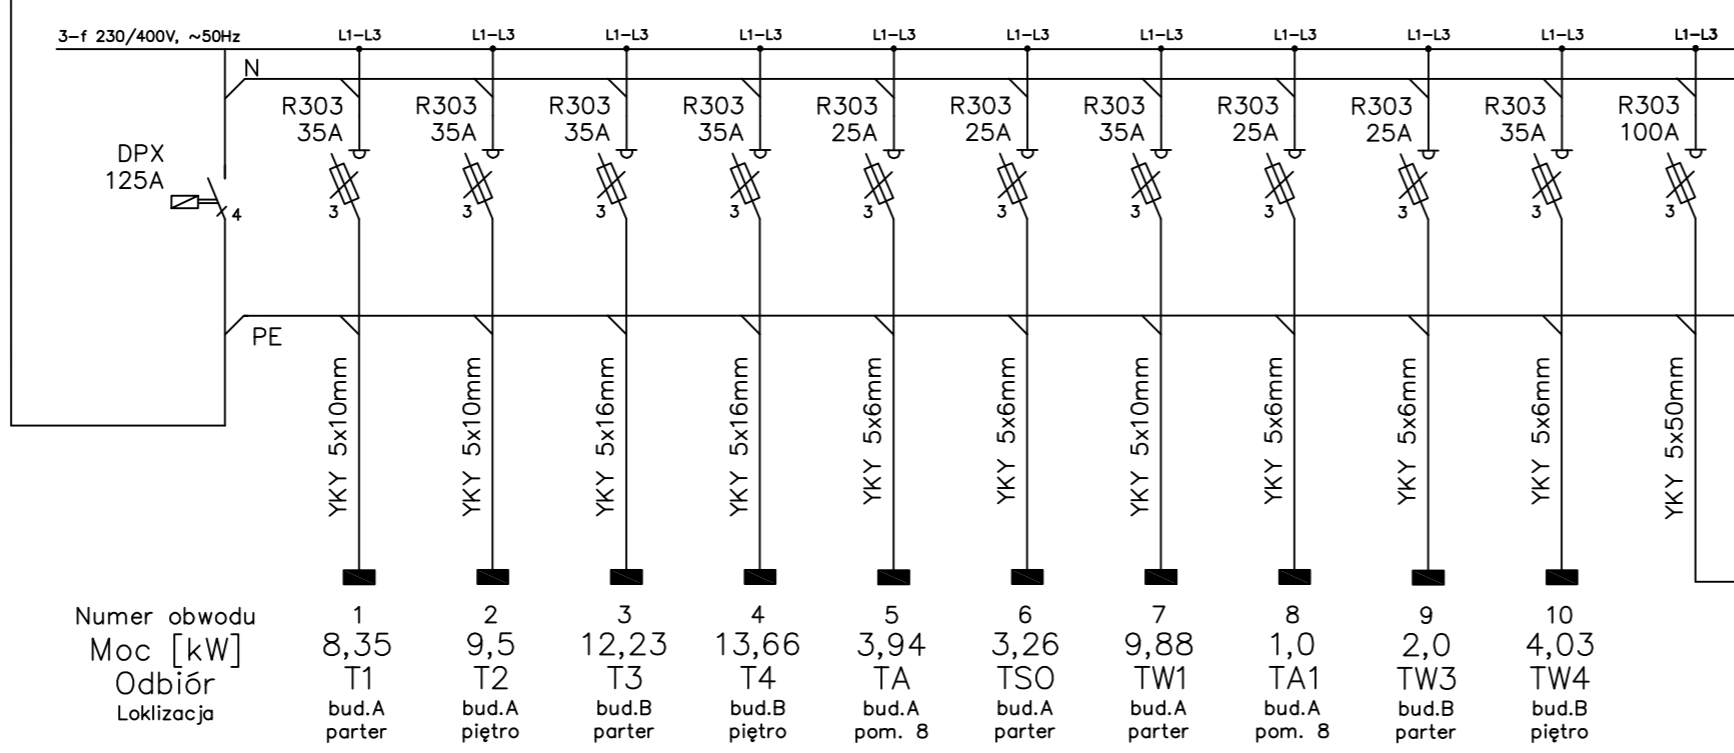 3-f 230/400V, ~50Hz L1-L3 L1-L3 L1-L3 L1-L3 L1-L3 L1-L3 L1-L3 L1-L3 L1-L3 L1-L3 L1-L3
N
R303 R303 R303 R303 R303 R303 R303 R303 R303 R303 R303
35A 35A 35A 35A 25A 25A 35A 25A 25A 35A 100A
DPX
125A
4 3 3 3 3 3 3 3 3 3 3 3
PE
YKY 5x10mm YKY 5x10mm YKY 5x16mm YKY 5x16mm YKY 5x6mm YKY 5x6mm YKY 5x10mm YKY 5x6mm YKY 5x6mm YKY 5x6mm YKY 5x50mm
Numer obwodu 1 2 3 4 5 6 7 8 9 10
Moc [kW] 8,35 9,5 12,23 13,66 3,94 3,26 9,88 1,0 2,0 4,03
Odbiór T1 T2 T3 T4 TA TSO TW1 TA1 TW3 TW4
Loklizacja bud.A bud.A bud.B bud.B bud.A bud.A bud.A bud.A bud.B bud.B
parter piętro parter piętro pom. 8 parter parter pom. 8 parter piętro